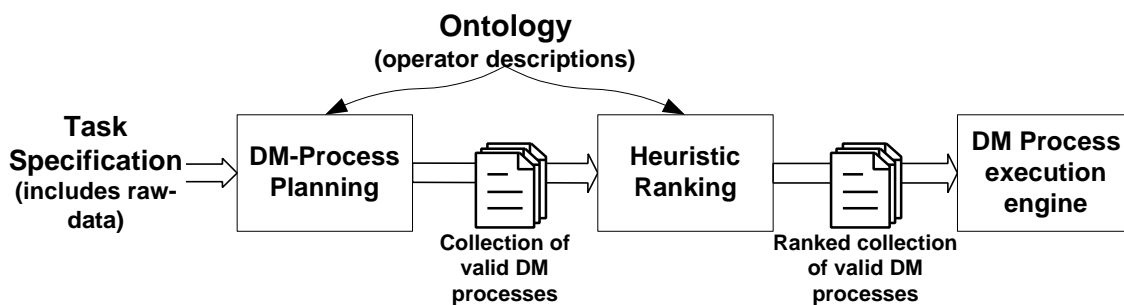 Ontology
(operator descriptions)
Task
Specification
(includes raw-
data)
DM-Process
Planning
Collection of
valid DM
processes
Heuristic
Ranking
Ranked collection
of valid DM
processes
DM Process
execution
engine